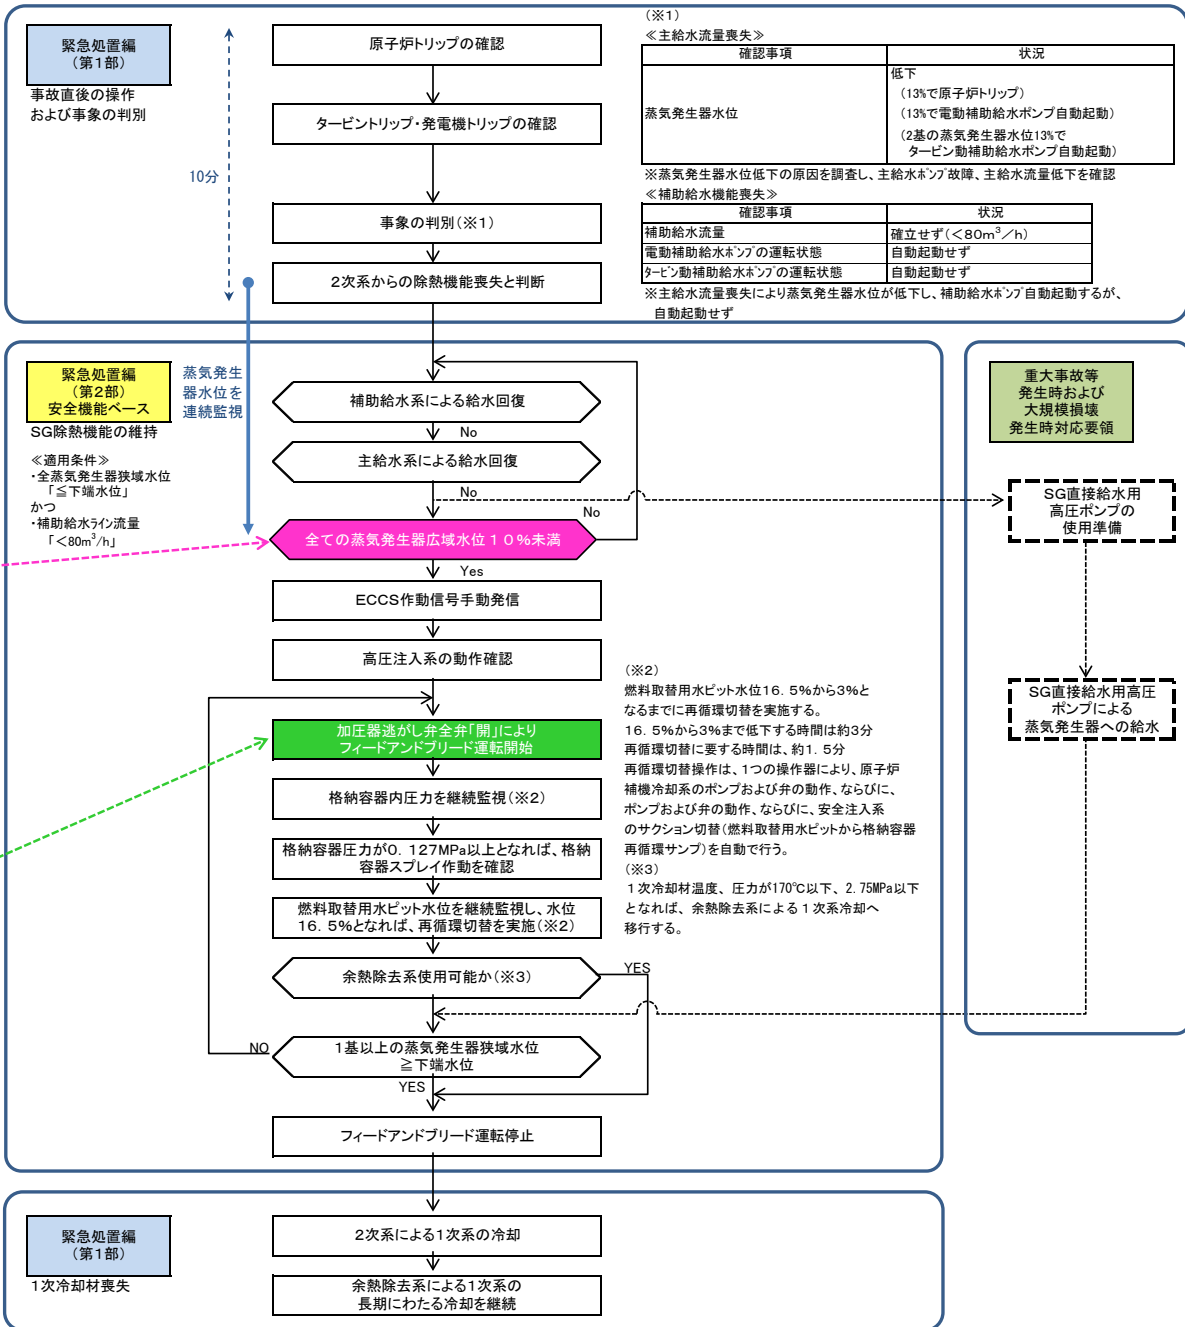 緊急処置編
(第1部)
事故直後の操作
および事象の判別
10分
原子炉トリップの確認
タービントリップ・発電機トリップの確認
事象の判別(※1)
2次系からの除熱機能喪失と判断
(※1)
≪主給水流量喪失≫
確認事項 状況
蒸気発生器水位
低下
(13%で原子炉トリップ)
(13%で電動補助給水ポンプ自動起動)
(2基の蒸気発生器水位13%で
タービン動補助給水ポンプ自動起動)
※蒸気発生器水位低下の原因を調査し、主給水ポンプ故障、主給水流量低下を確認
≪補助給水機能喪失≫
確認事項 状況
補助給水流量 確立せず(<80m³/h)
電動補助給水ポンプの運転状態 自動起動せず
タービン動補助給水ポンプの運転状態 自動起動せず
※主給水流量喪失により蒸気発生器水位が低下し、補助給水ポンプ自動起動するが、
自動起動せず
緊急処置編
(第2部)
安全機能ベース
SG除熱機能の維持
≪適用条件≫
・全蒸気発生器狭域水位
「≦下端水位」
かつ
・補助給水ライン流量
「<80m³/h」
蒸気発生
器水位を
連続監視
補助給水系による給水回復
No
主給水系による給水回復
No
No
全ての蒸気発生器広域水位10%未満
Yes
ECCS作動信号手動発信
高圧注入系の動作確認
加圧器逃がし弁全弁「開」により
フィードアンドブリード運転開始
格納容器内圧力を継続監視(※2)
格納容器圧力が0.127MPa以上となれば、格納
容器スプレイ作動を確認
燃料取替用水ピット水位を継続監視し、水位
16.5%となれば、再循環切替を実施(※2)
余熱除去系使用可能か(※3)
YES
1基以上の蒸気発生器狭域水位
≧下端水位
NO
YES
フィードアンドブリード運転停止
(※2)
燃料取替用水ピット水位16.5%から3%と
なるまでに再循環切替を実施する。
16.5%から3%まで低下する時間は約3分
再循環切替に要する時間は、約1.5分
再循環切替操作は、1つの操作器により、原子炉
補機冷却系のポンプおよび弁の動作、ならびに、
ポンプおよび弁の動作、ならびに、安全注入系
のサクション切替(燃料取替用水ピットから格納容器
再循環サンプ)を自動で行う。
(※3)
1次冷却材温度、圧力が170℃以下、2.75MPa以下
となれば、余熱除去系による1次系冷却へ
移行する。
重大事故等
発生時および
大規模損壊
発生時対応要領
SG直接給水用
高圧ポンプの
使用準備
SG直接給水用高圧
ポンプによる
蒸気発生器への給水
緊急処置編
(第1部)
1次冷却材喪失
2次系による1次系の冷却
余熱除去系による1次系の
長期にわたる冷却を継続